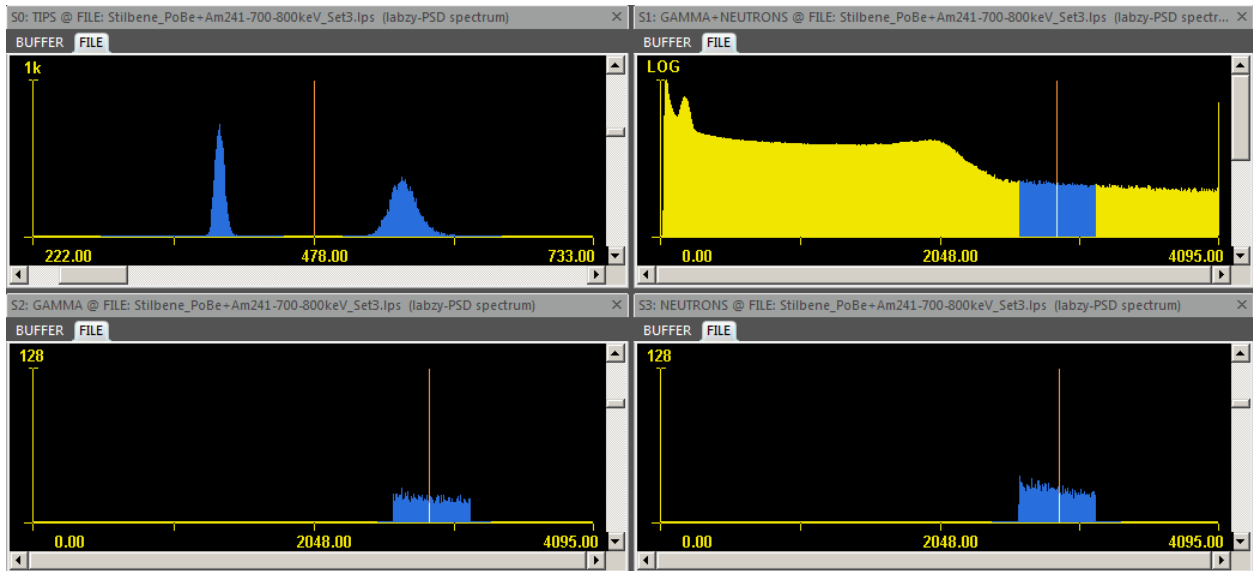 S0: TIPS @ FILE: Stilbene_PoBe+Am241-700-800keV_Set3.lps (labzy-PSD spectrum)
BUFFER FILE
1k
222.00 478.00 733.00
S1: GAMMA+NEUTRONS @ FILE: Stilbene_PoBe+Am241-700-800keV_Set3.lps (labzy-PSD spectr...
BUFFER FILE
LOG
0.00 2048.00 4095.00
S2: GAMMA @ FILE: Stilbene_PoBe+Am241-700-800keV_Set3.lps (labzy-PSD spectrum)
BUFFER FILE
128
0.00 2048.00 4095.00
S3: NEUTRONS @ FILE: Stilbene_PoBe+Am241-700-800keV_Set3.lps (labzy-PSD spectrum)
BUFFER FILE
128
0.00 2048.00 4095.00